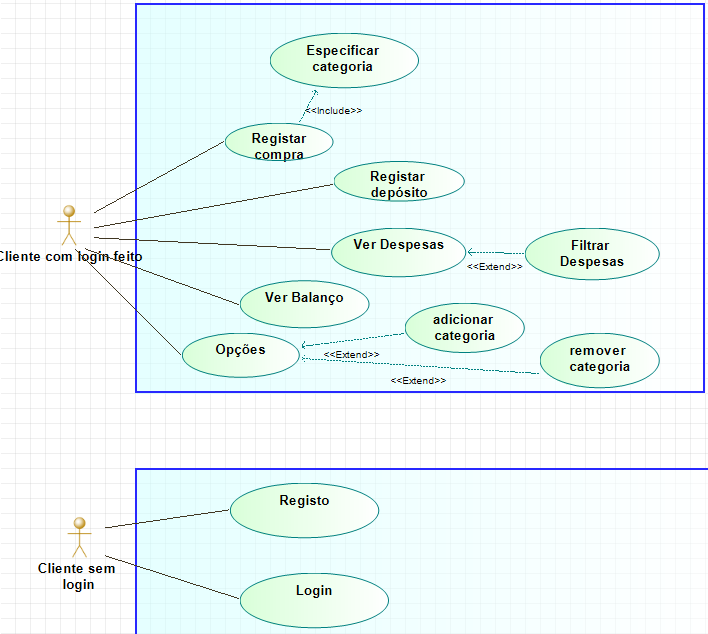 Especificar
categoria
<<Include>>
Registar
compra
Registar
depósito
Cliente com login feito
Ver Despesas
<<Extend>>
Filtrar
Despesas
Ver Balanço
adicionar
categoria
Opções
<<Extend>>
remover
categoria
<<Extend>>
Registo
Cliente sem
login
Login